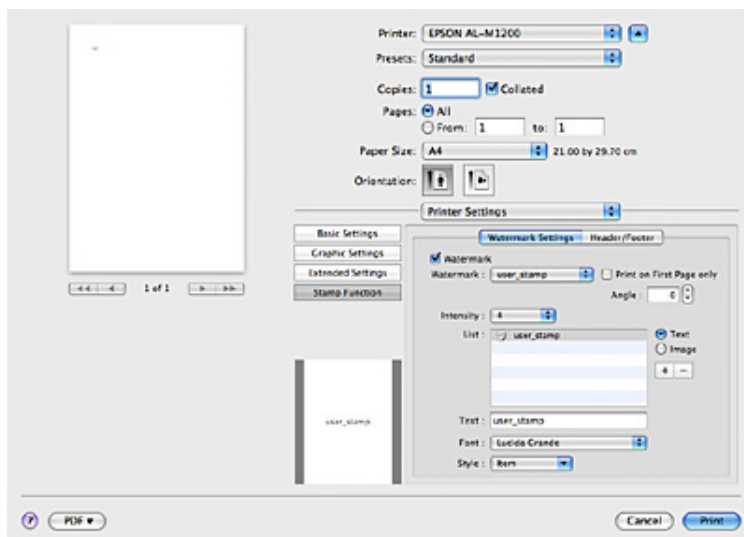 Printer: EPSON AL-M1200
Presets: Standard
Copies: 1 Collated
Pages: All
From: 1 to: 1
Paper Size: A4 21.00 by 29.70 cm
Orientation:
Printer Settings
Basic Settings
Graphic Settings
Extended Settings
Stamp Function
1 of 1
Watermark Settings Header/Footer
Watermark
Watermark : user_stamp Print on First Page only
Angle : 0
Intensity : 4
List : user_stamp Text
Image
+ −
user_stamp
Text : user_stamp
Font : Lucida Grande
Style : Item
? PDF ▾ Cancel Print